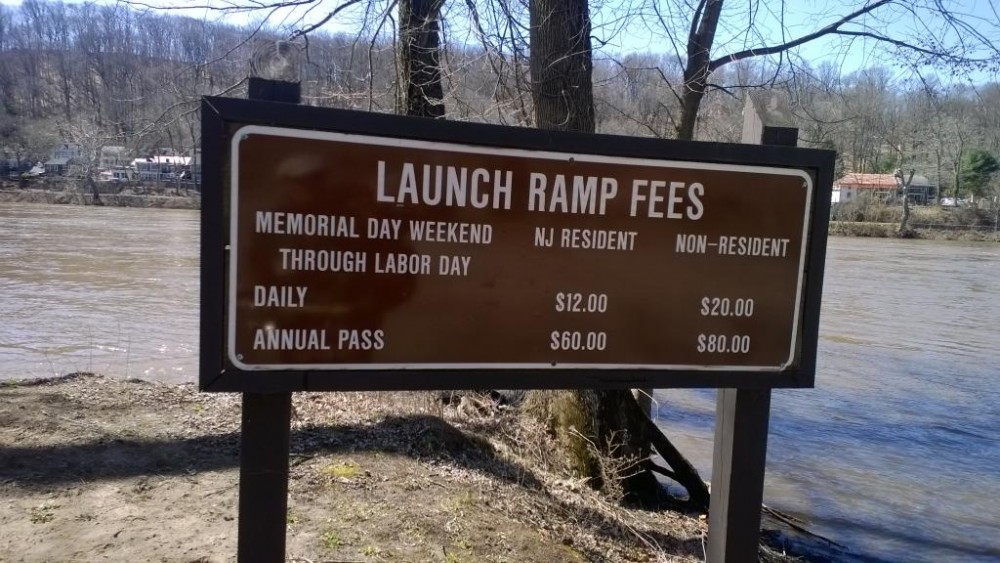 LAUNCH RAMP FEES
MEMORIAL DAY WEEKEND NJ RESIDENT NON-RESIDENT
THROUGH LABOR DAY
DAILY $12.00 $20.00
ANNUAL PASS $60.00 $80.00